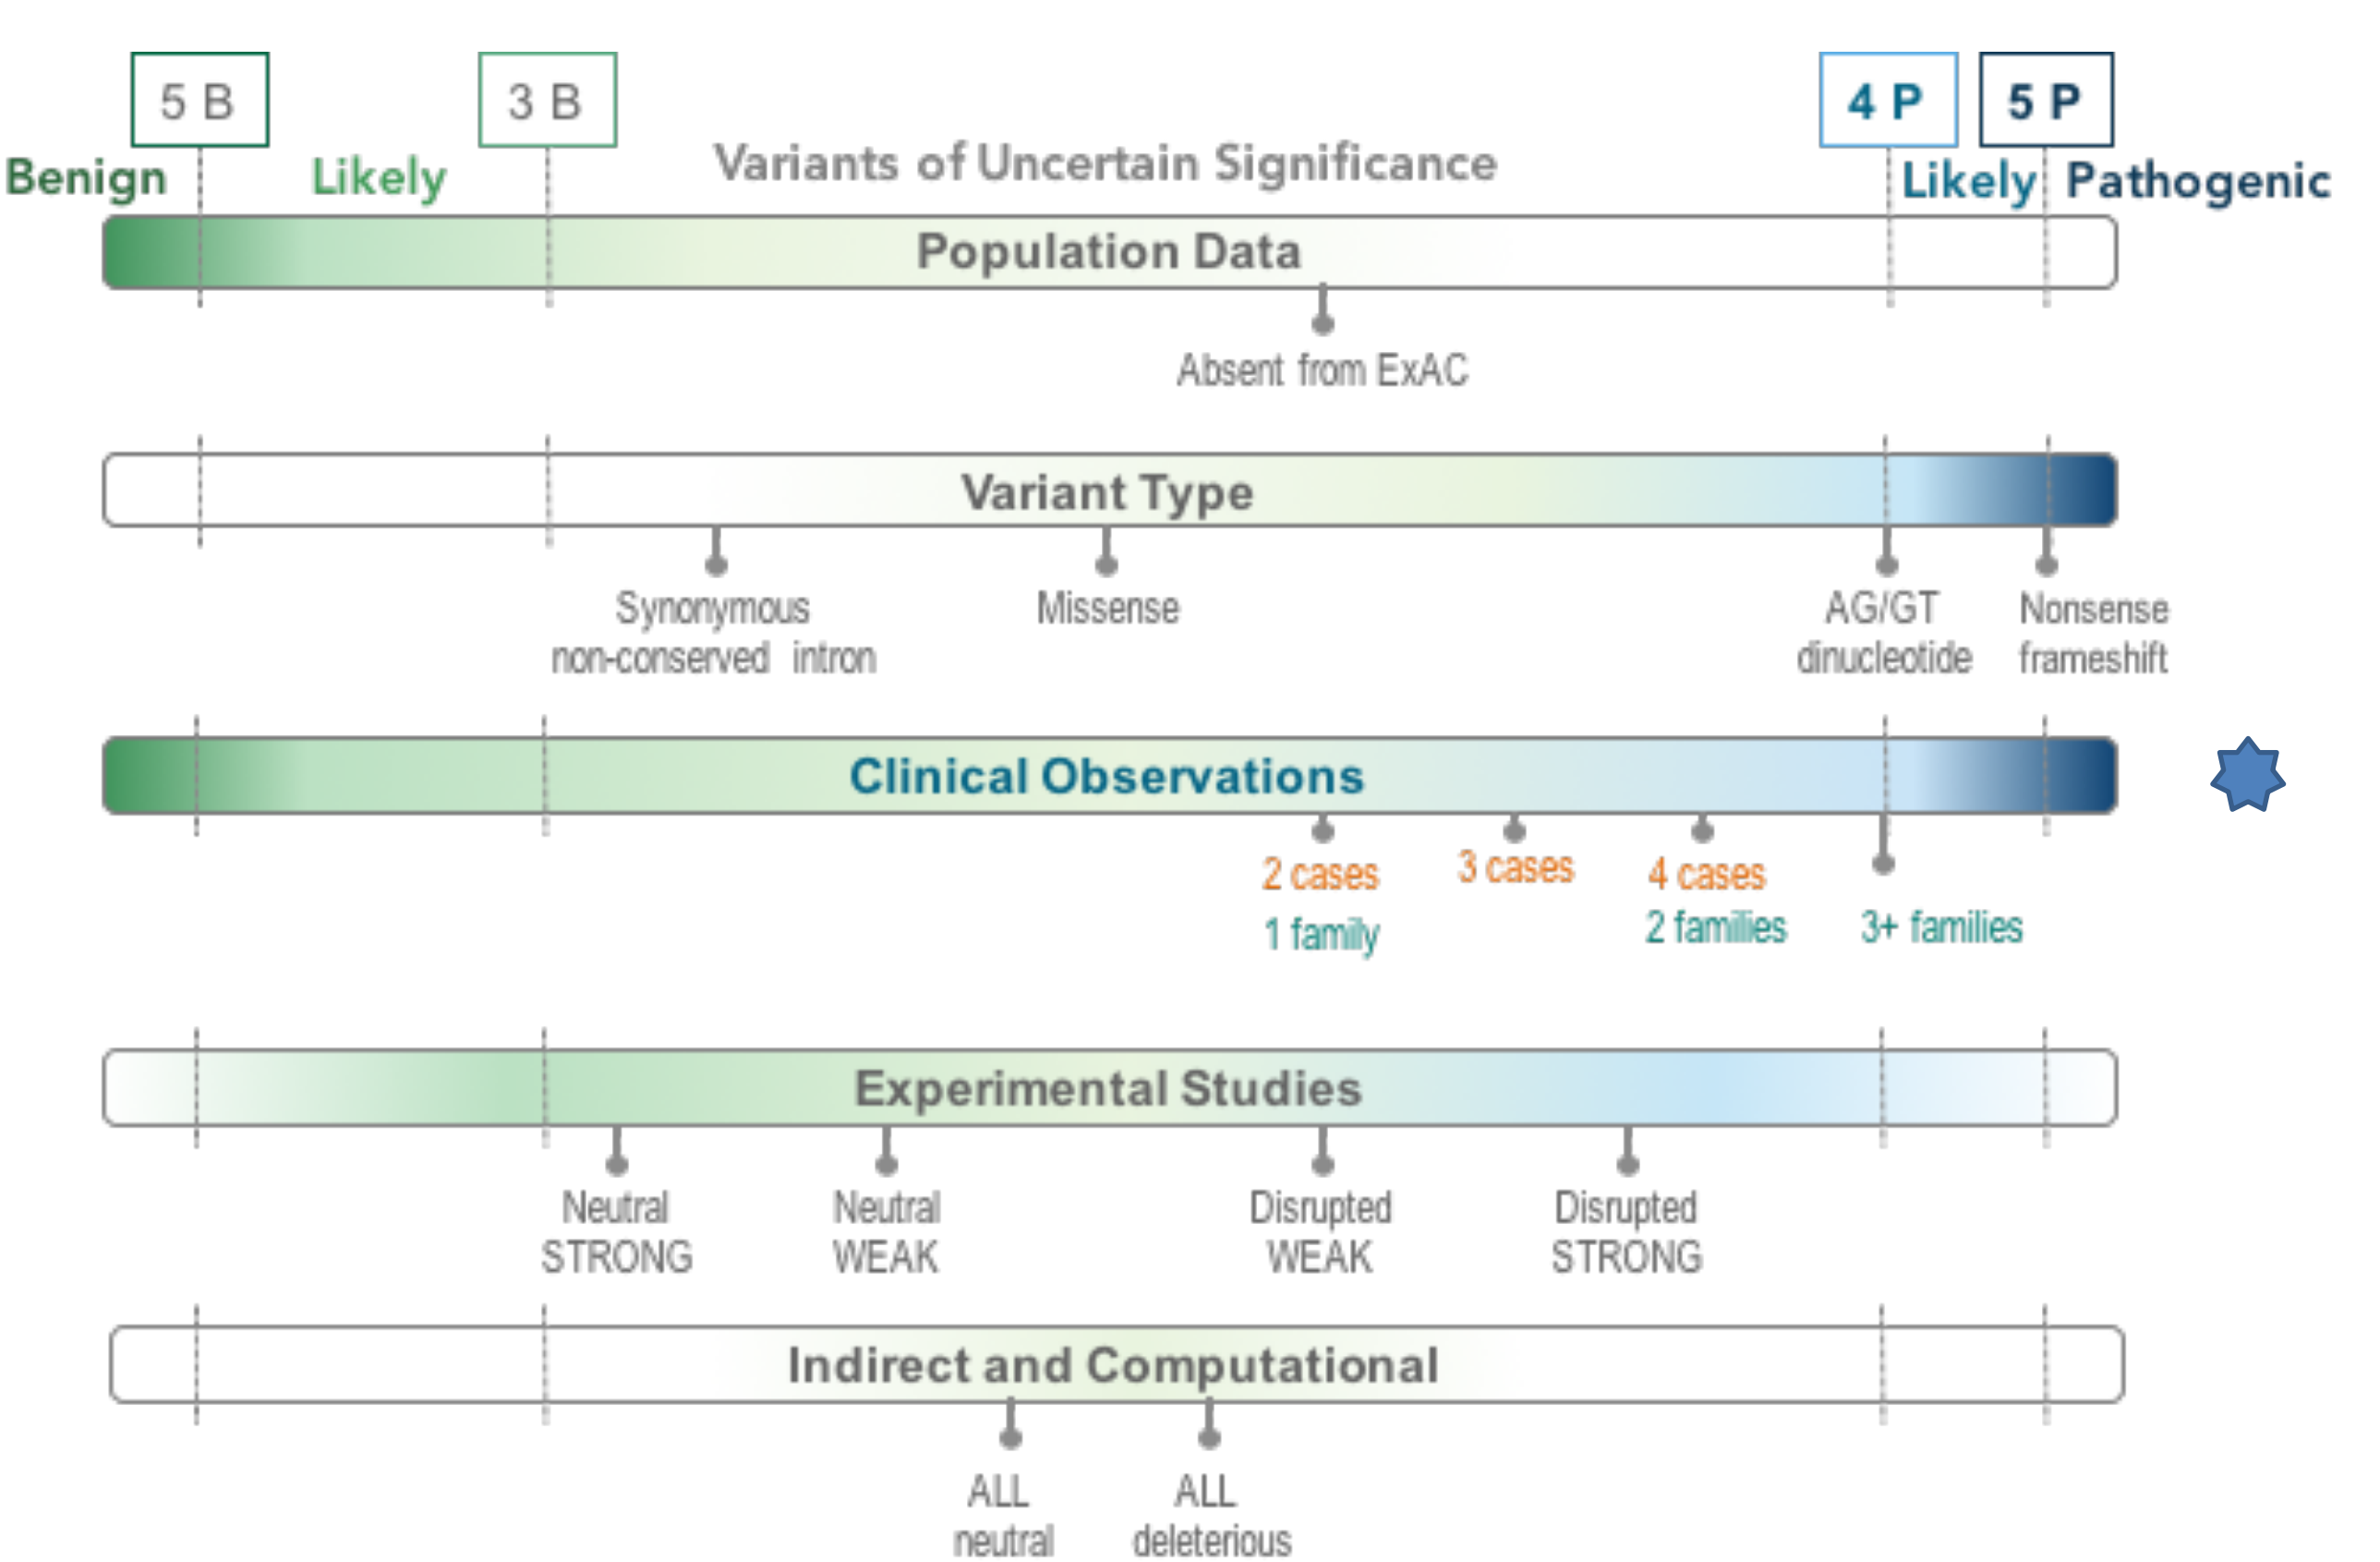 5 B
3 B
4 P
5 P
Benign
Likely
Variants of Uncertain Significance
Likely
Pathogenic
Population Data
Absent from ExAC
Variant Type
Synonymous
non-conserved intron
Missense
AG/GT
dinucleotide
Nonsense
frameshift
Clinical Observations
2 cases
3 cases
4 cases
1 family
2 families
3+ families
Experimental Studies
Neutral
STRONG
Neutral
WEAK
Disrupted
WEAK
Disrupted
STRONG
Indirect and Computational
ALL
neutral
ALL
deleterious